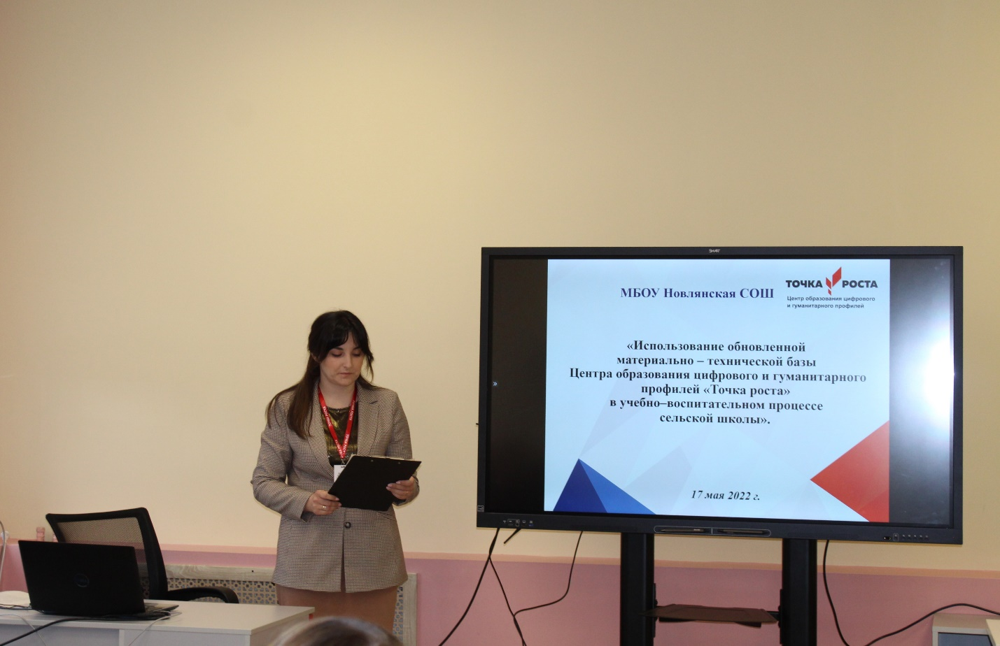 SMART
МБОУ Новлянская СОШ
ТОЧКА РОСТА
Центр образования цифрового
и гуманитарного профилей
«Использование обновленной
материально – технической базы
Центра образования цифрового и гуманитарного
профилей «Точка роста»
в учебно–воспитательном процессе
сельской школы».
17 мая 2022 г.